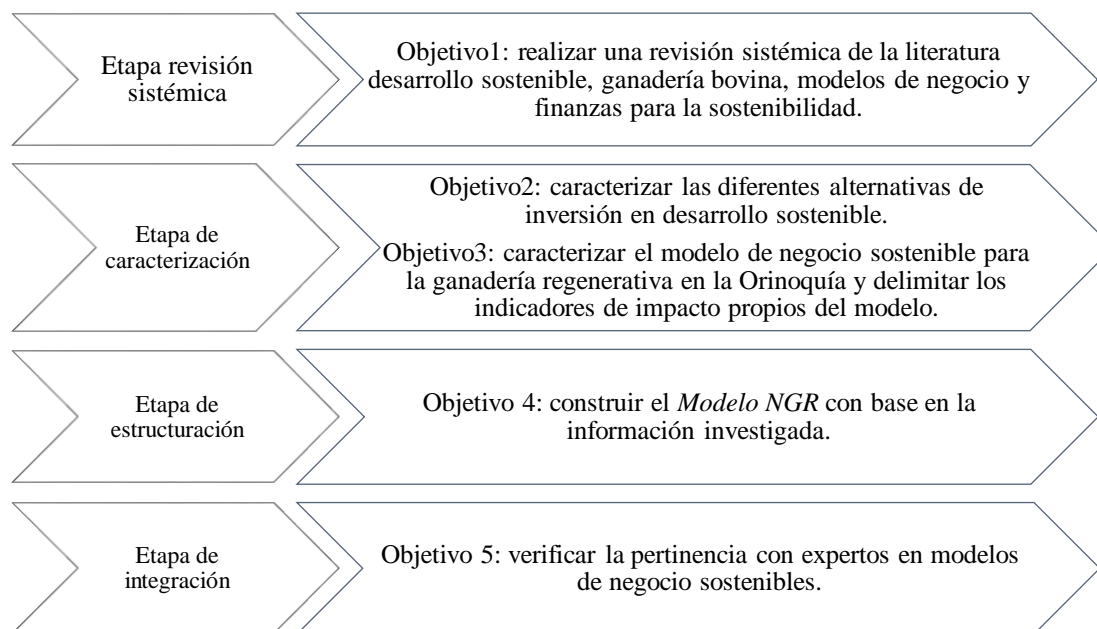 Etapa revisión
sistémica
Objetivo1: realizar una revisión sistémica de la literatura
desarrollo sostenible, ganadería bovina, modelos de negocio y
finanzas para la sostenibilidad.
Etapa de
caracterización
Objetivo2: caracterizar las diferentes alternativas de
inversión en desarrollo sostenible.
Objetivo3: caracterizar el modelo de negocio sostenible para
la ganadería regenerativa en la Orinoquía y delimitar los
indicadores de impacto propios del modelo.
Etapa de
estructuración
Objetivo 4: construir el Modelo NGR con base en la
información investigada.
Etapa de
integración
Objetivo 5: verificar la pertinencia con expertos en modelos
de negocio sostenibles.